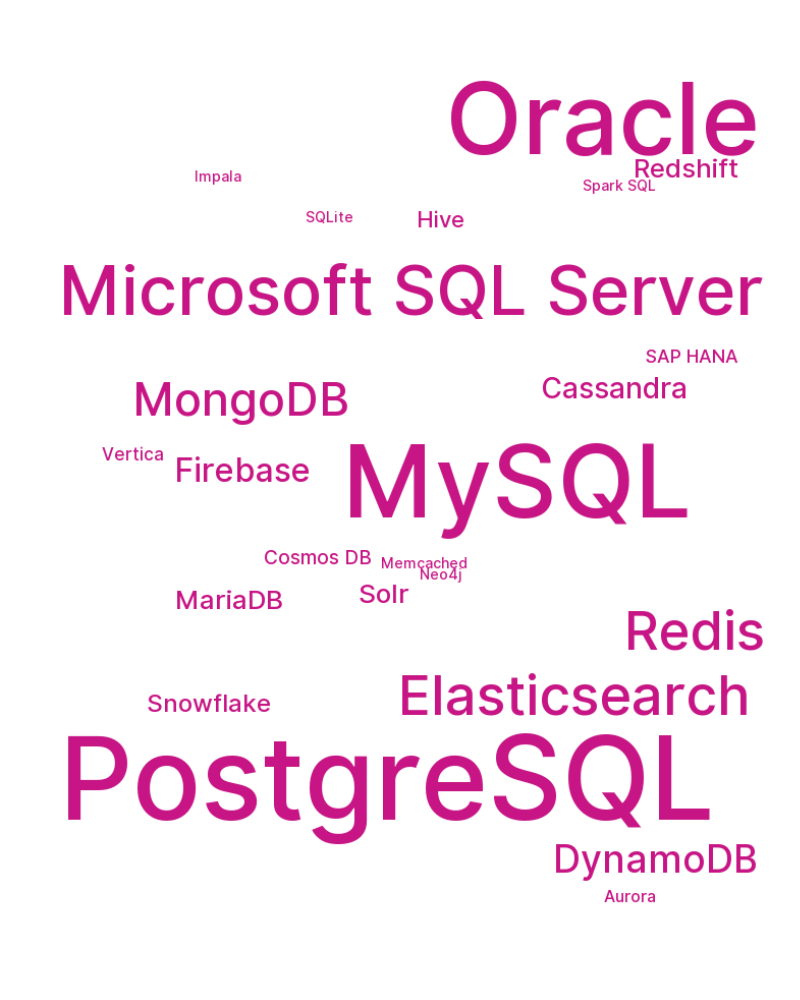 Oracle
Redshift
Impala
Spark SQL
SQLite
Hive
Microsoft SQL Server
SAP HANA
Cassandra
MongoDB
Vertica
Firebase
MySQL
Cosmos DB
Memcached
Neo4j
Solr
MariaDB
Redis
Elasticsearch
Snowflake
PostgreSQL
DynamoDB
Aurora